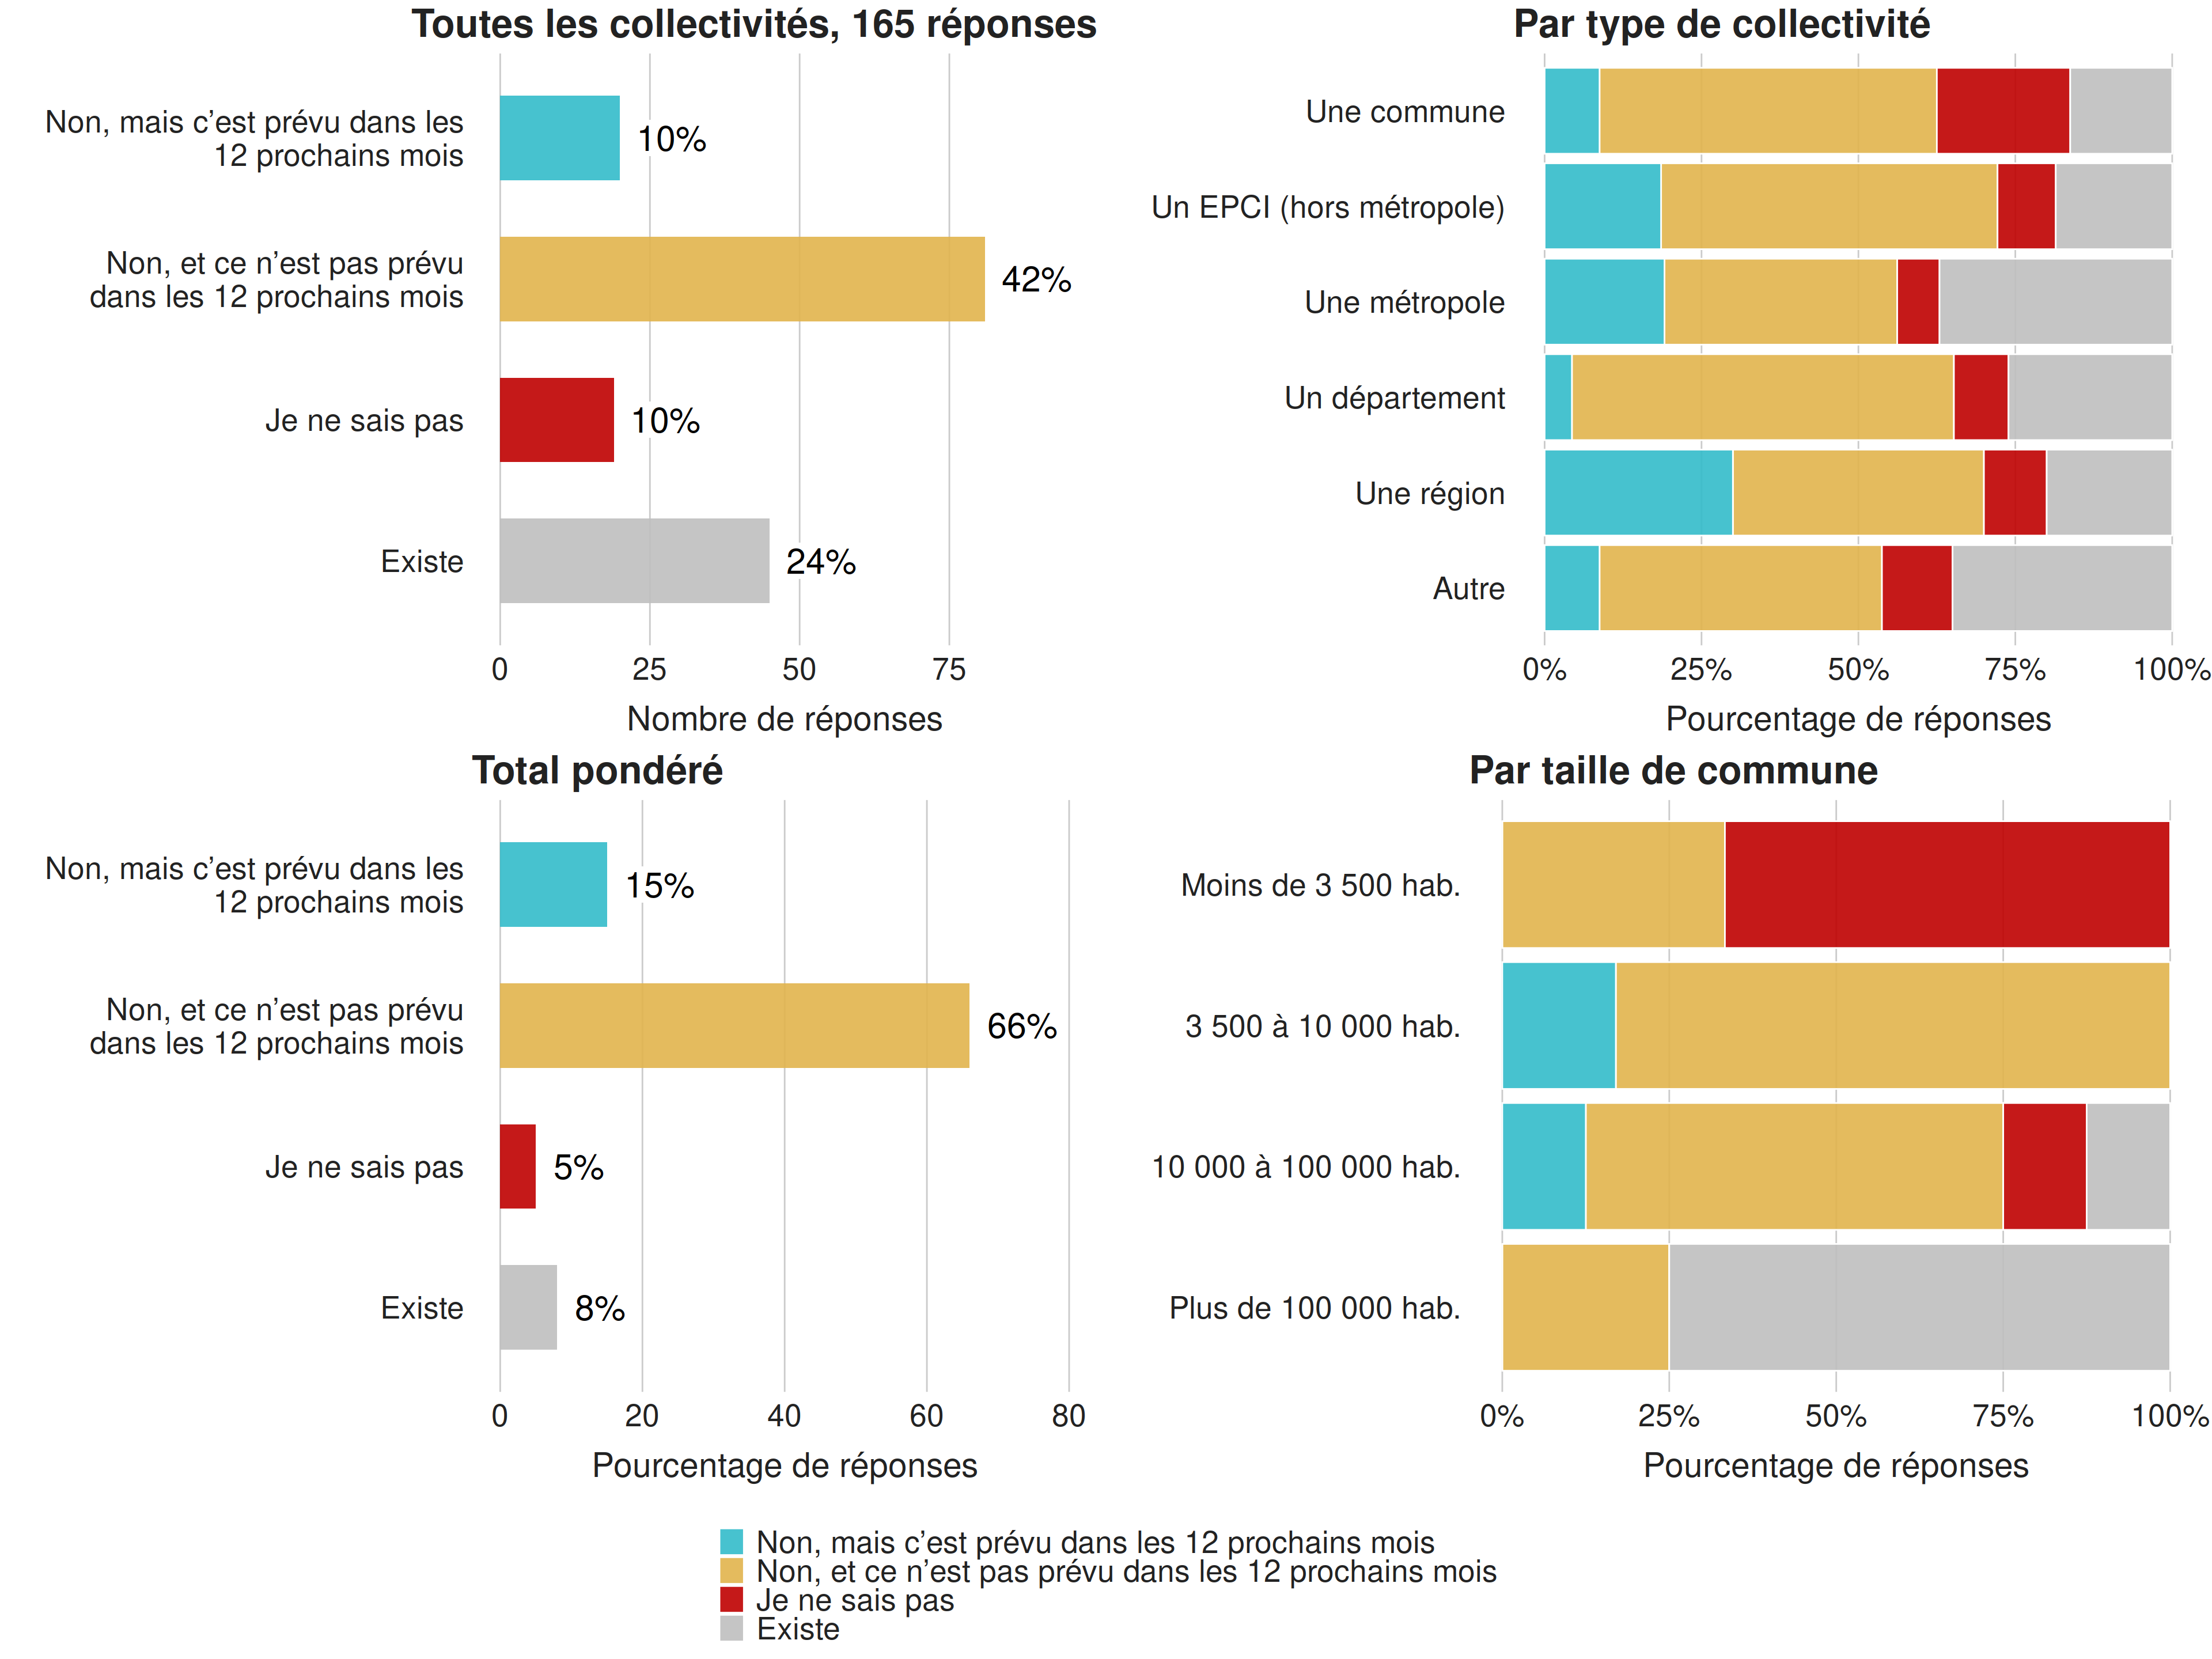 Toutes les collectivités, 165 réponses
Non, mais c’est prévu dans les
12 prochains mois
10%
Non, et ce n’est pas prévu
dans les 12 prochains mois
42%
Je ne sais pas
10%
Existe
24%
0 25 50 75
Nombre de réponses
Par type de collectivité
Une commune
Un EPCI (hors métropole)
Une métropole
Un département
Une région
Autre
0% 25% 50% 75% 100%
Pourcentage de réponses
Total pondéré
Non, mais c’est prévu dans les
12 prochains mois
15%
Non, et ce n’est pas prévu
dans les 12 prochains mois
66%
Je ne sais pas
5%
Existe
8%
0 20 40 60 80
Pourcentage de réponses
Par taille de commune
Moins de 3 500 hab.
3 500 à 10 000 hab.
10 000 à 100 000 hab.
Plus de 100 000 hab.
0% 25% 50% 75% 100%
Pourcentage de réponses
Non, mais c’est prévu dans les 12 prochains mois
Non, et ce n’est pas prévu dans les 12 prochains mois
Je ne sais pas
Existe